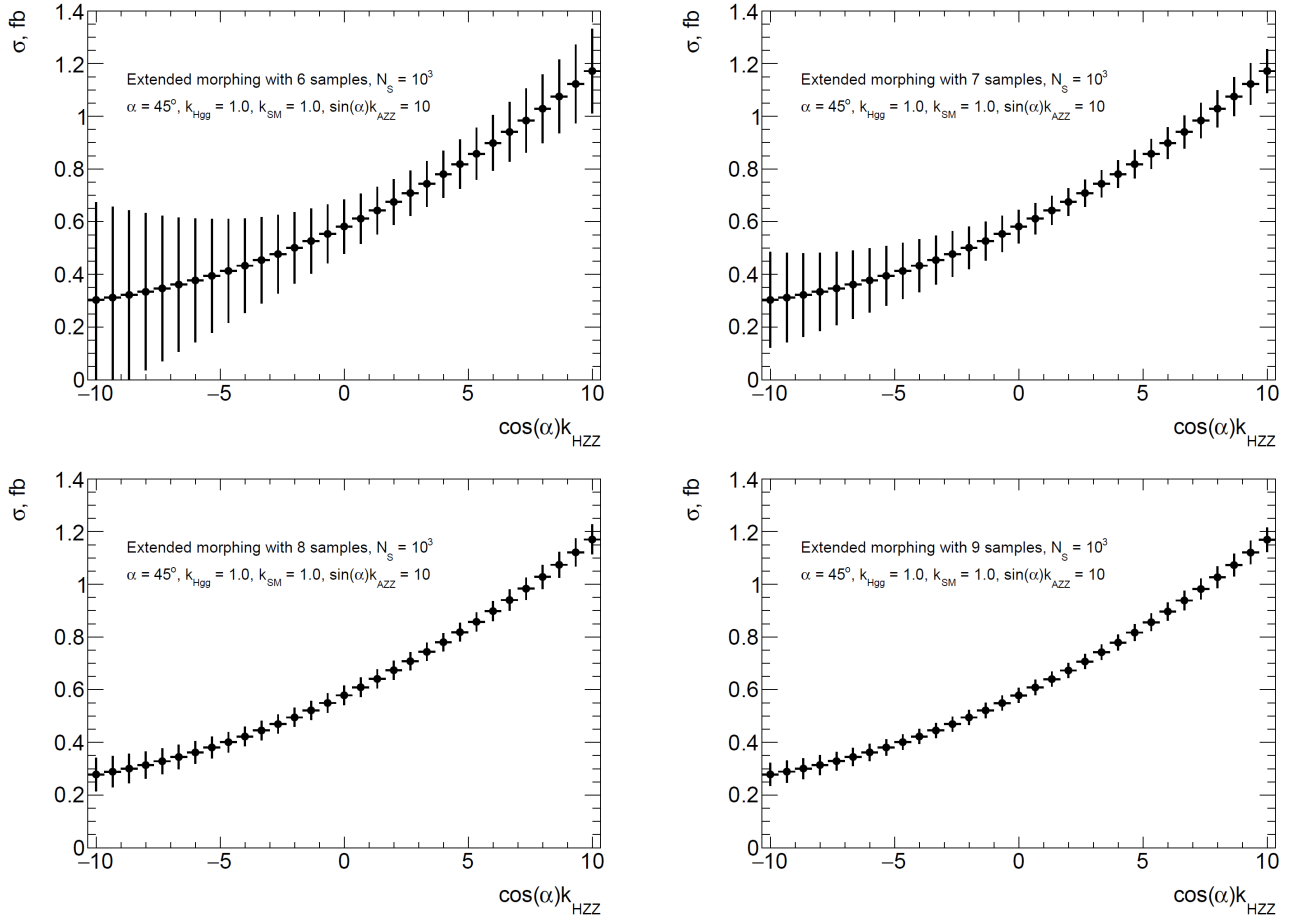 σ, fb
1.4
1.2
1
0.8
0.6
0.4
0.2
0
Extended morphing with 6 samples, N_S = 10^3
α = 45°, k_Hgg = 1.0, k_SM = 1.0, sin(α)k_AZZ = 10
−10 −5 0 5 10
cos(α)k_HZZ
σ, fb
1.4
1.2
1
0.8
0.6
0.4
0.2
0
Extended morphing with 7 samples, N_S = 10^3
α = 45°, k_Hgg = 1.0, k_SM = 1.0, sin(α)k_AZZ = 10
−10 −5 0 5 10
cos(α)k_HZZ
σ, fb
1.4
1.2
1
0.8
0.6
0.4
0.2
0
Extended morphing with 8 samples, N_S = 10^3
α = 45°, k_Hgg = 1.0, k_SM = 1.0, sin(α)k_AZZ = 10
−10 −5 0 5 10
cos(α)k_HZZ
σ, fb
1.4
1.2
1
0.8
0.6
0.4
0.2
0
Extended morphing with 9 samples, N_S = 10^3
α = 45°, k_Hgg = 1.0, k_SM = 1.0, sin(α)k_AZZ = 10
−10 −5 0 5 10
cos(α)k_HZZ